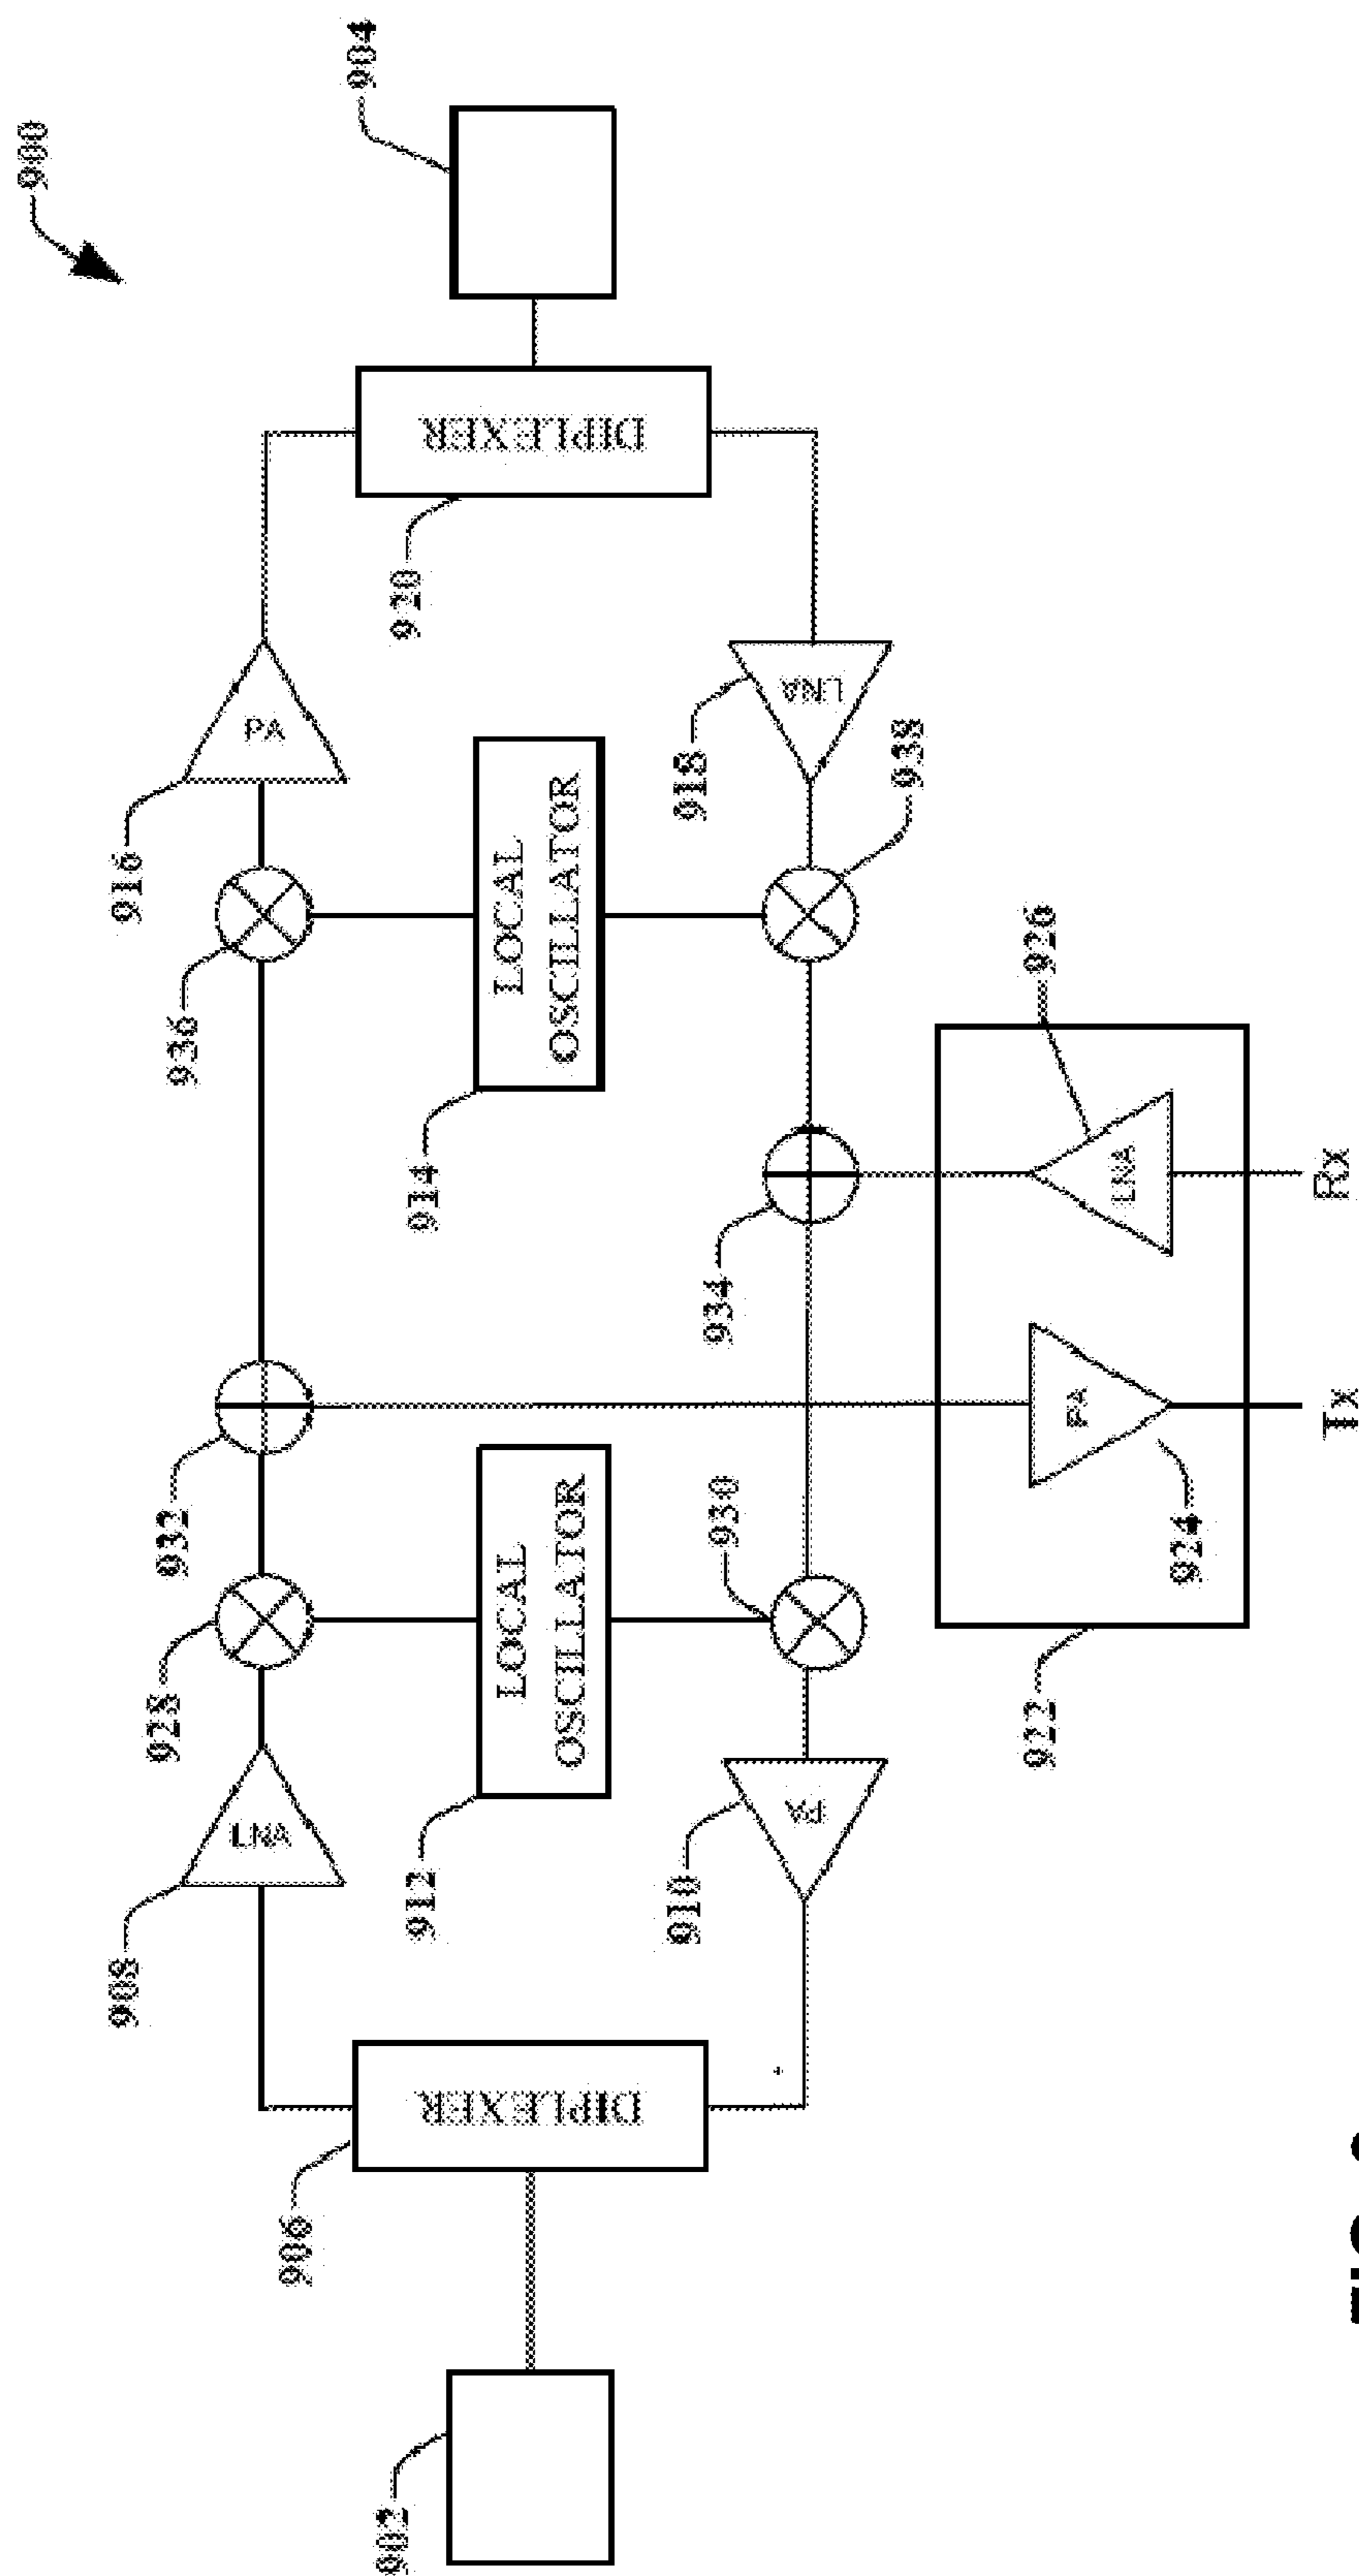 900
908
916
928
932
936
LNA
PA
906
904
902
920
912
914
DIPLEXER
LOCAL
OSCILLATOR
LOCAL
OSCILLATOR
DIPLEXER
910
918
934
930
PA
LNA
938
922
926
PA
LNA
924
Tx
Rx